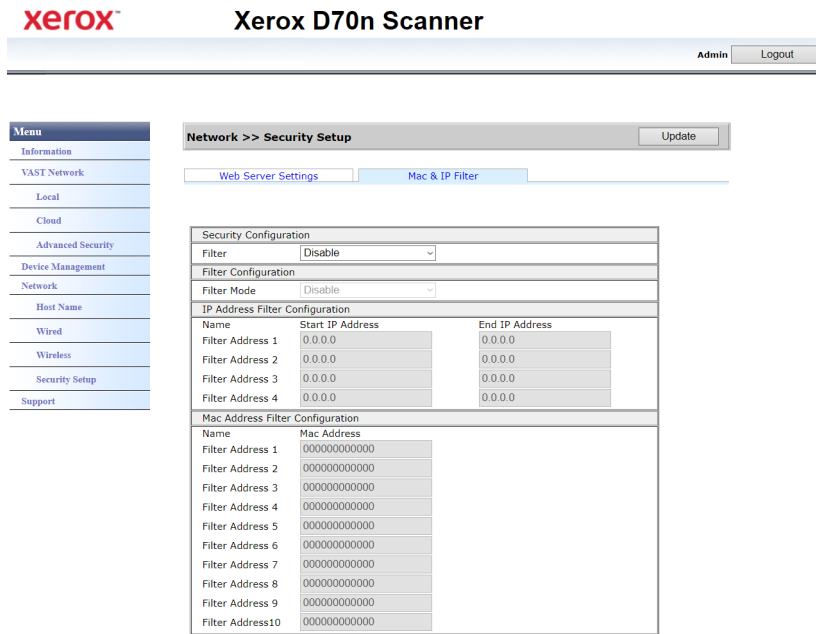 xerox™
Xerox D70n Scanner
Admin Logout
Menu
Information
VAST Network
Local
Cloud
Advanced Security
Device Management
Network
Host Name
Wired
Wireless
Security Setup
Support
Network >> Security Setup Update
Web Server Settings Mac & IP Filter
Security Configuration
Filter Disable
Filter Configuration
Filter Mode Disable
IP Address Filter Configuration
Name Start IP Address End IP Address
Filter Address 1 0.0.0.0 0.0.0.0
Filter Address 2 0.0.0.0 0.0.0.0
Filter Address 3 0.0.0.0 0.0.0.0
Filter Address 4 0.0.0.0 0.0.0.0
Mac Address Filter Configuration
Name Mac Address
Filter Address 1 000000000000
Filter Address 2 000000000000
Filter Address 3 000000000000
Filter Address 4 000000000000
Filter Address 5 000000000000
Filter Address 6 000000000000
Filter Address 7 000000000000
Filter Address 8 000000000000
Filter Address 9 000000000000
Filter Address10 000000000000